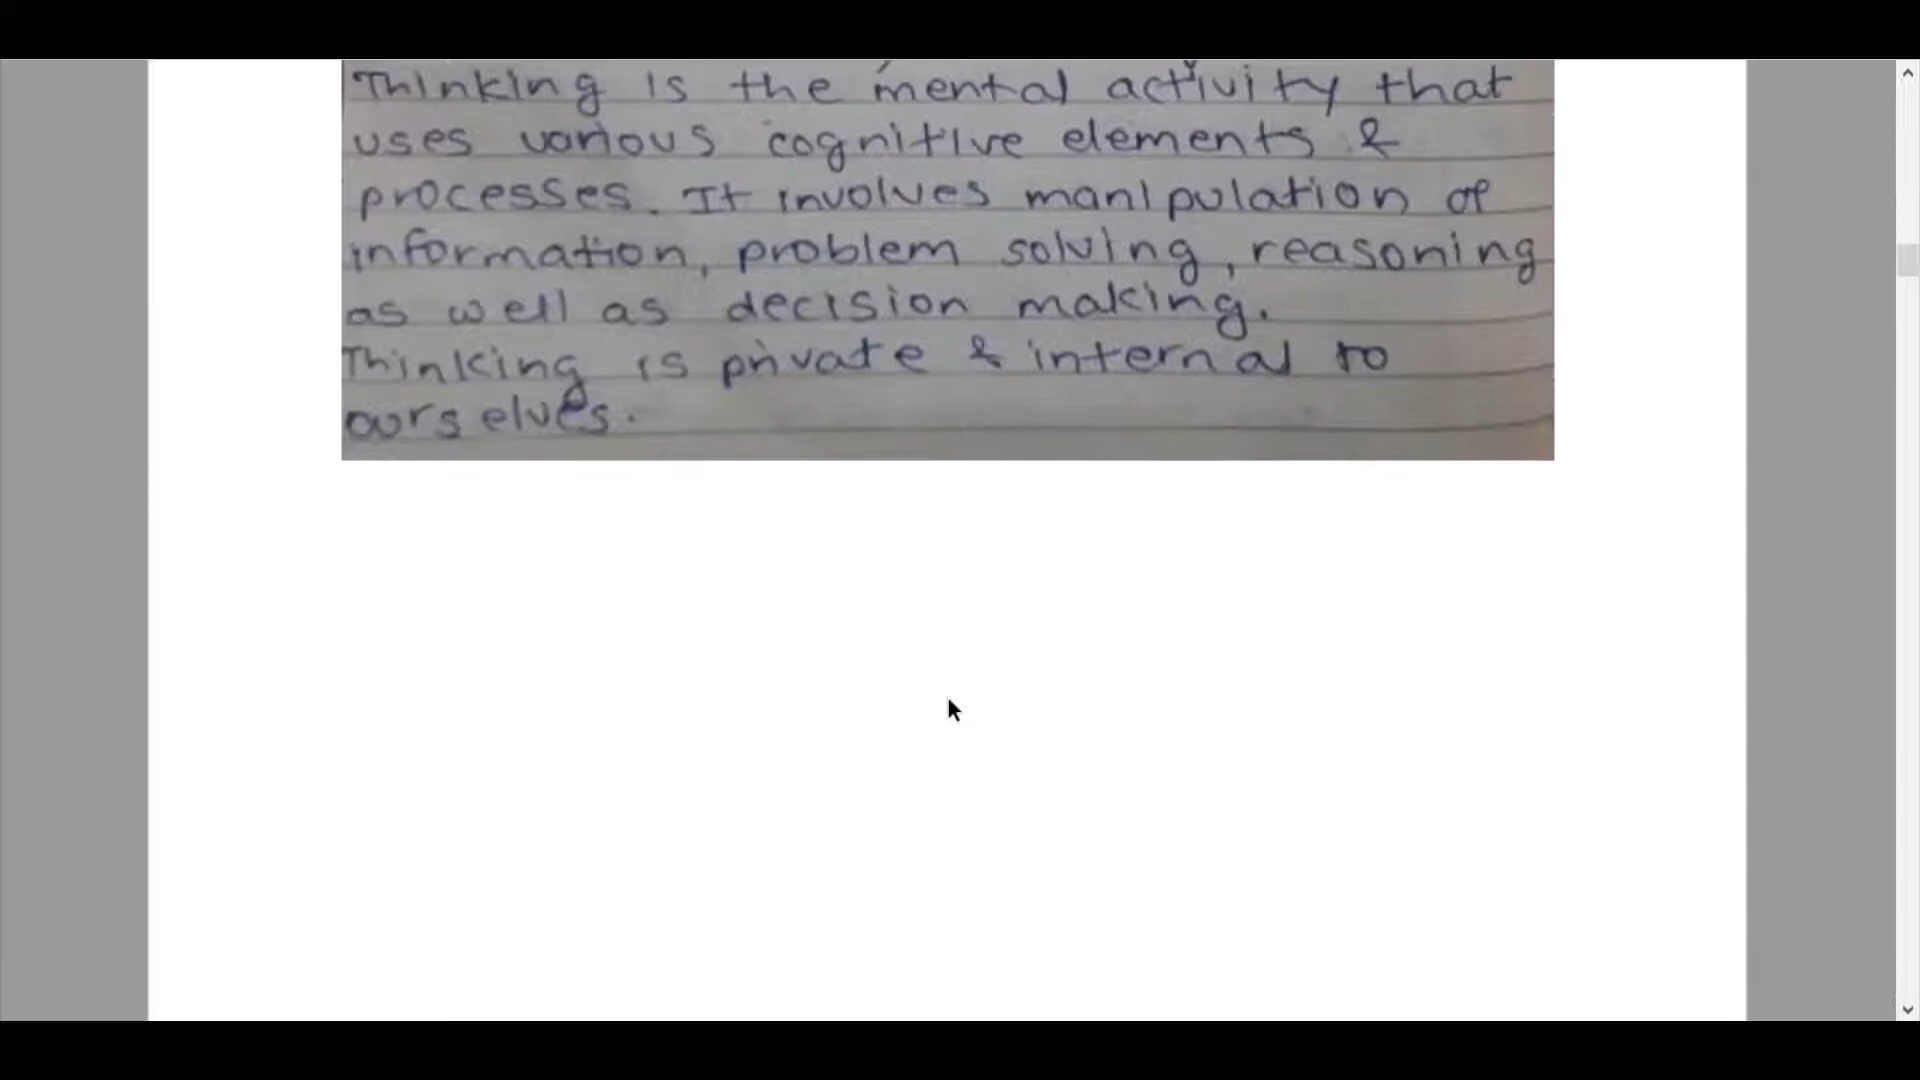 Thinking is the mental activity that
uses various cognitive elements &
processes. It involves manipulation of
information, problem solving, reasoning
as well as decision making.
Thinking is private & internal to
ourselves.